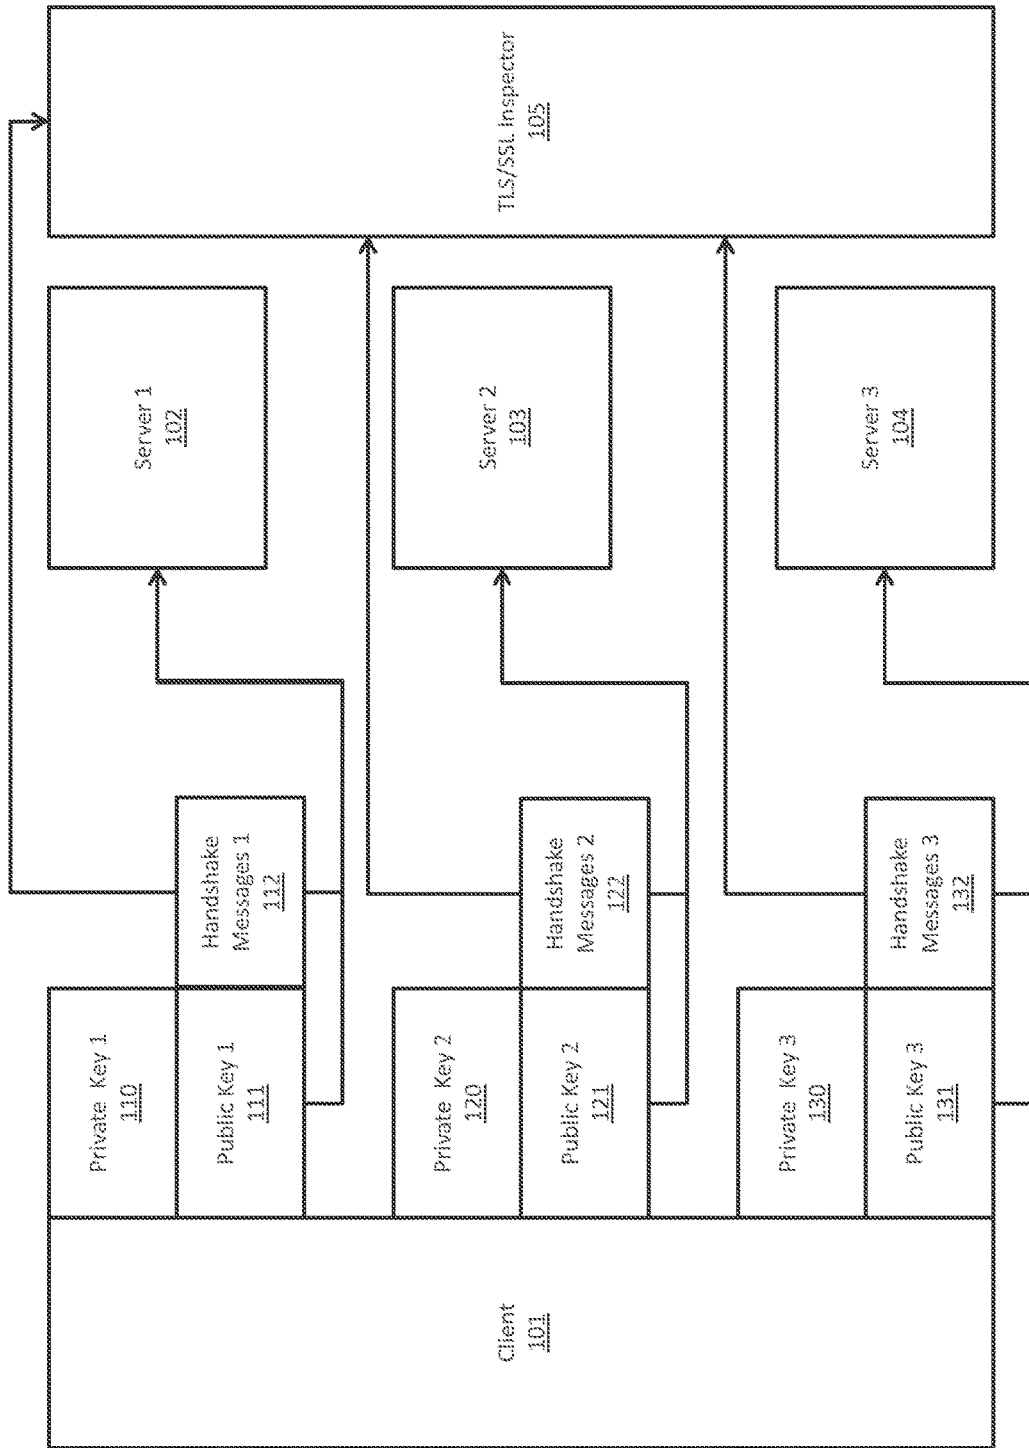 Client
101
Private Key 1
110
Public Key 1
111
Handshake
Messages 1
112
Private Key 2
120
Public Key 2
121
Handshake
Messages 2
122
Private Key 3
130
Public Key 3
131
Handshake
Messages 3
132
Server 1
102
Server 2
103
Server 3
104
TLS/SSL Inspector
105